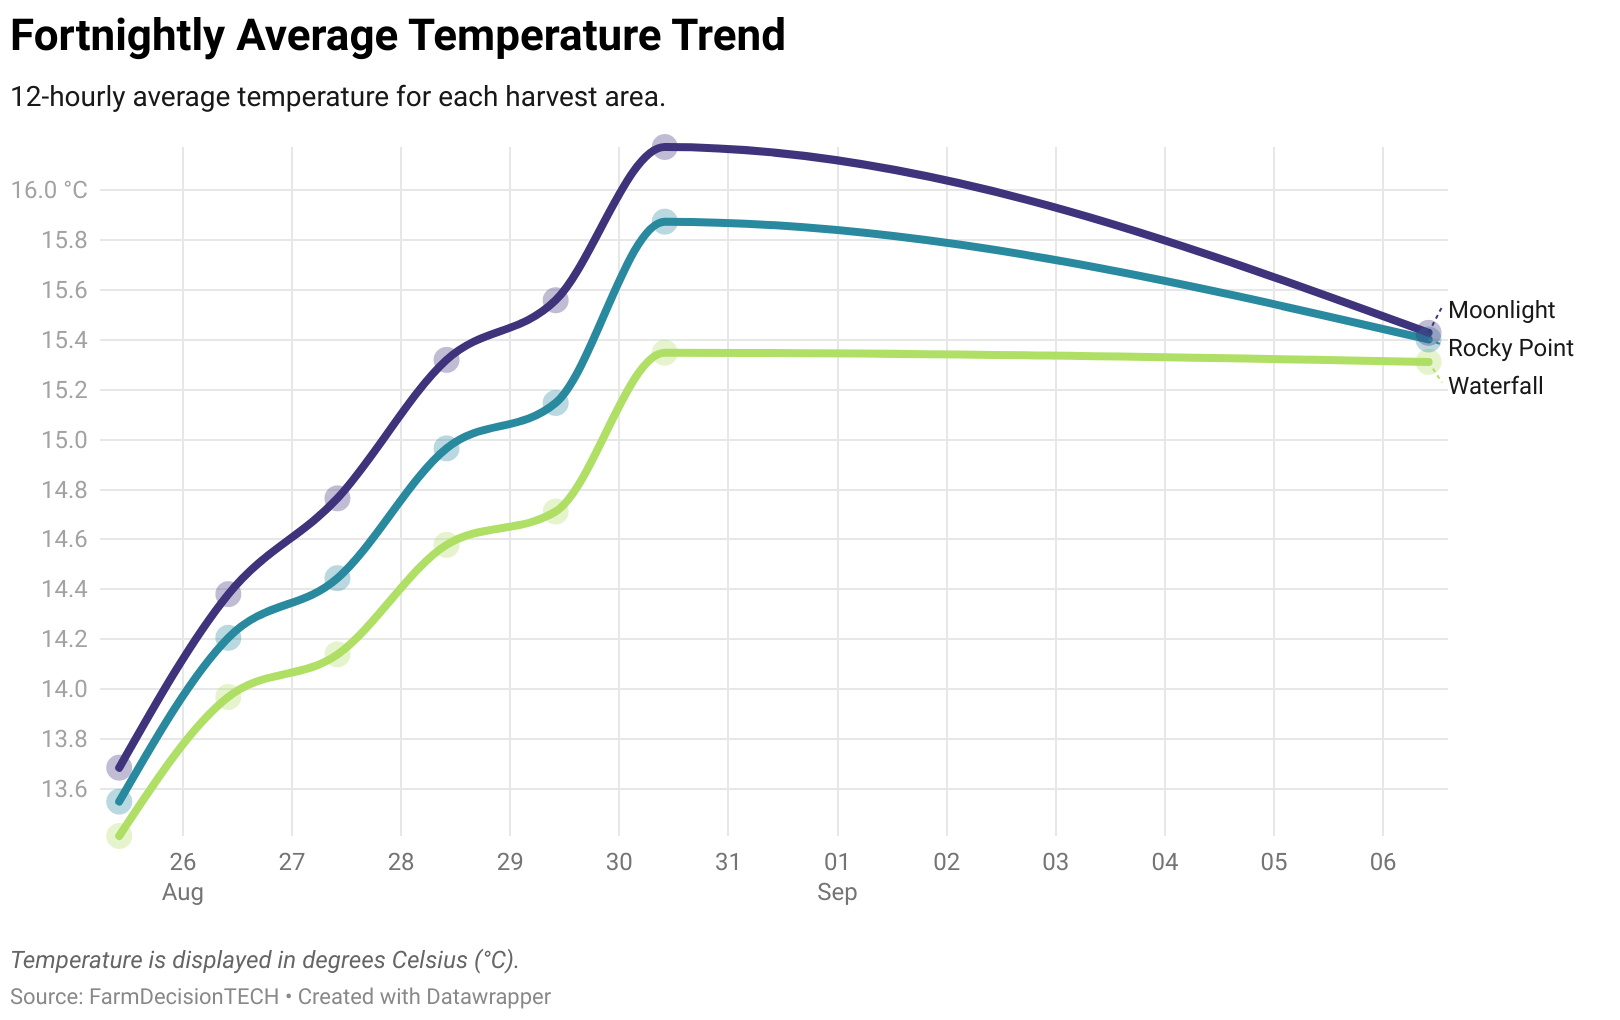 Fortnightly Average Temperature Trend
12-hourly average temperature for each harvest area.
16.0 °C
15.8
15.6
15.4
15.2
15.0
14.8
14.6
14.4
14.2
14.0
13.8
13.6
Moonlight
Rocky Point
Waterfall
26 27 28 29 30 31 01 02 03 04 05 06
Aug Sep
Temperature is displayed in degrees Celsius (°C).
Source: FarmDecisionTECH • Created with Datawrapper